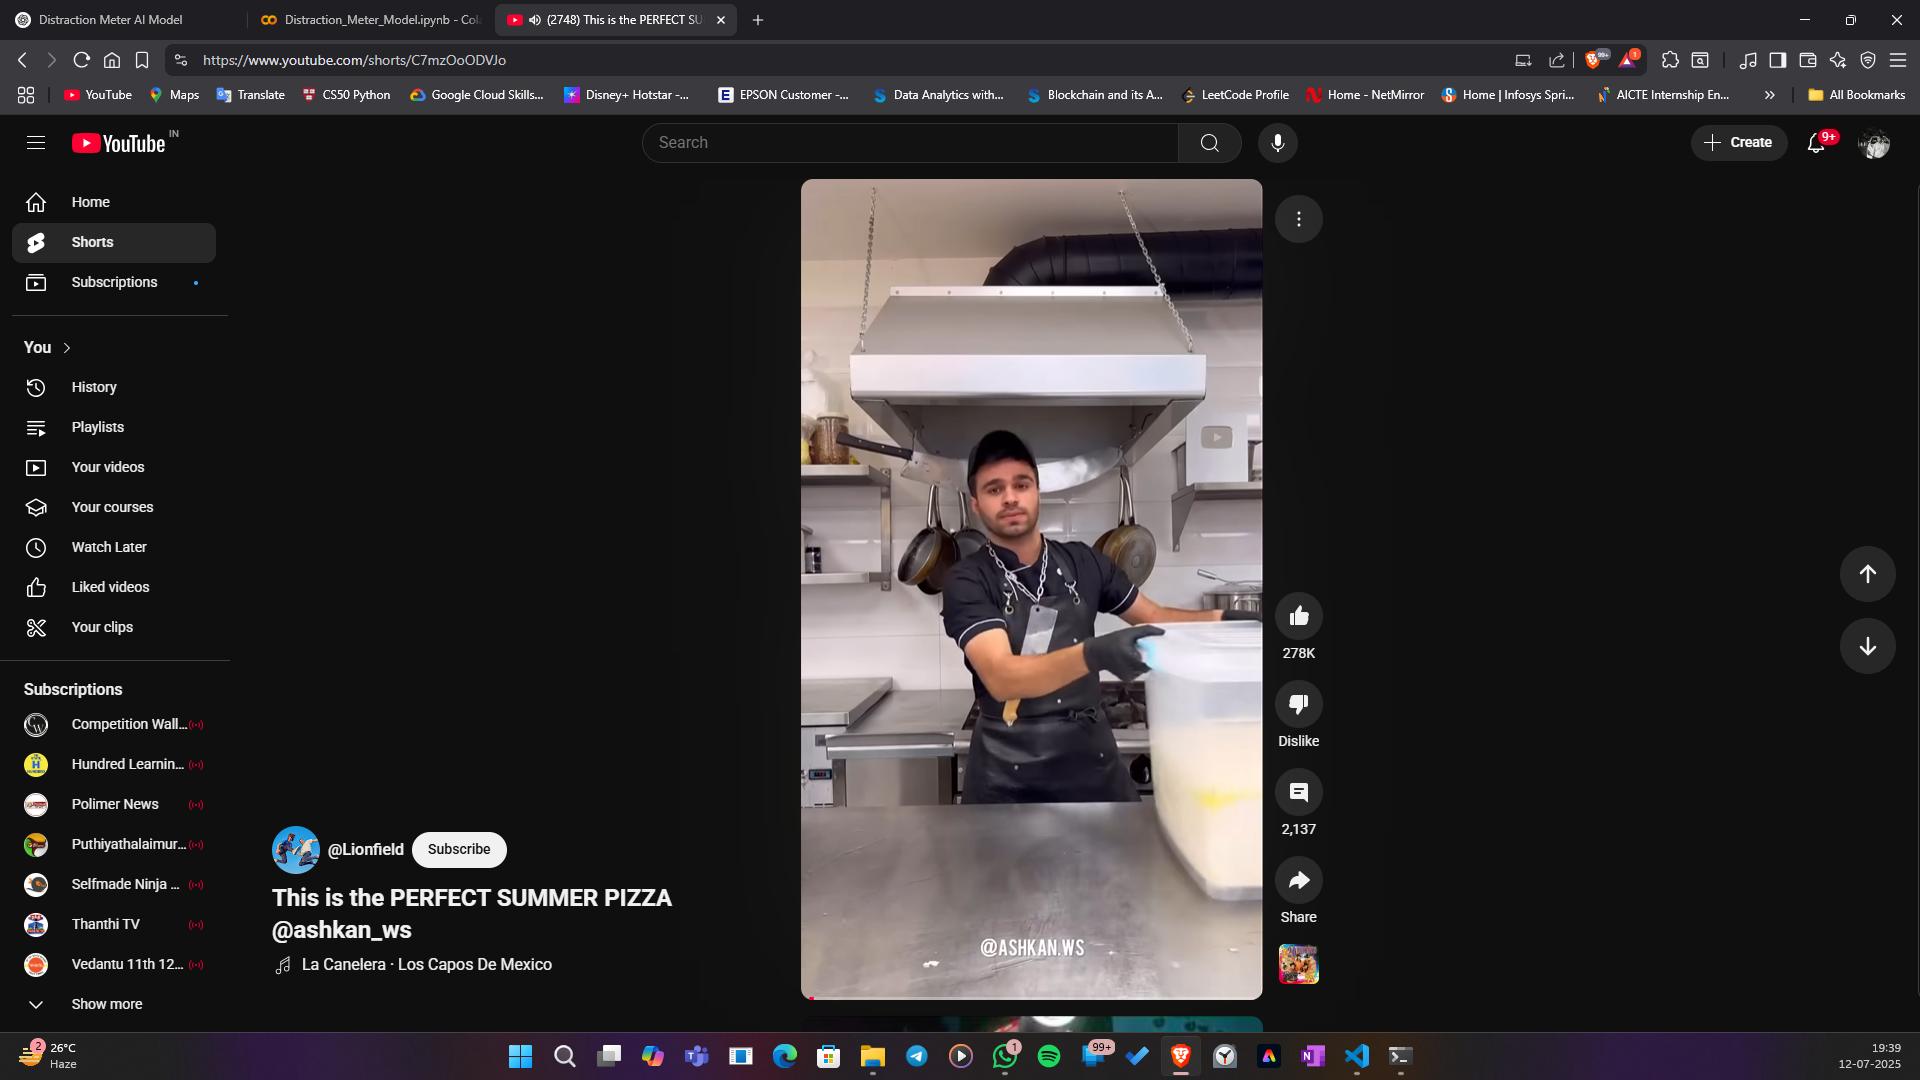 Distraction Meter AI Model
Distraction_Meter_Model.ipynb - Col
(2748) This is the PERFECT SU
https://www.youtube.com/shorts/C7mzOoODVJo
99+
1
YouTube
Maps
Translate
CS50 Python
Google Cloud Skills...
Disney+ Hotstar -...
EPSON Customer -...
Data Analytics with...
Blockchain and its A...
LeetCode Profile
Home - NetMirror
Home | Infosys Spri...
AICTE Internship En...
All Bookmarks
YouTube IN
Search
Create
9+
Home
Shorts
Subscriptions
You
History
Playlists
Your videos
Your courses
Watch Later
Liked videos
Your clips
Subscriptions
Competition Wall...
Hundred Learnin...
Polimer News
Puthiyathalaimur...
Selfmade Ninja ...
Thanthi TV
Vedantu 11th 12...
Show more
@Lionfield
Subscribe
This is the PERFECT SUMMER PIZZA
@ashkan_ws
La Canelera · Los Capos De Mexico
@ASHKAN.WS
278K
Dislike
2,137
Share
2
26°C
Haze
1
99+
19:39
12-07-2025